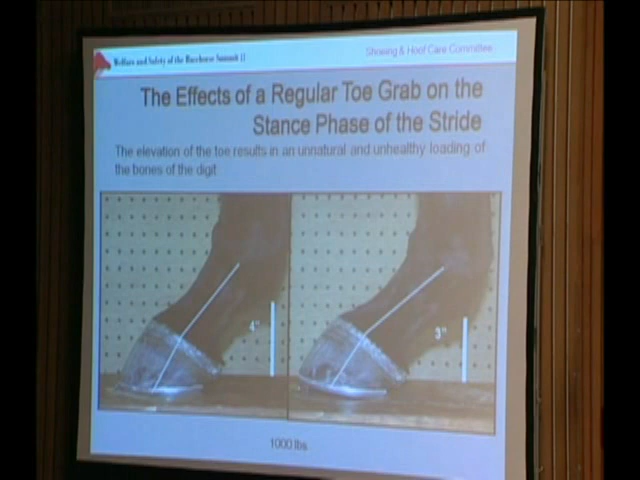 Welfare and Safety of the Racehorse Summit II
Shoeing & Hoof Care Committee
The Effects of a Regular Toe Grab on the
Stance Phase of the Stride
The elevation of the toe results in an unnatural and unhealthy loading of
the bones of the digit
4"
3"
1000 lbs